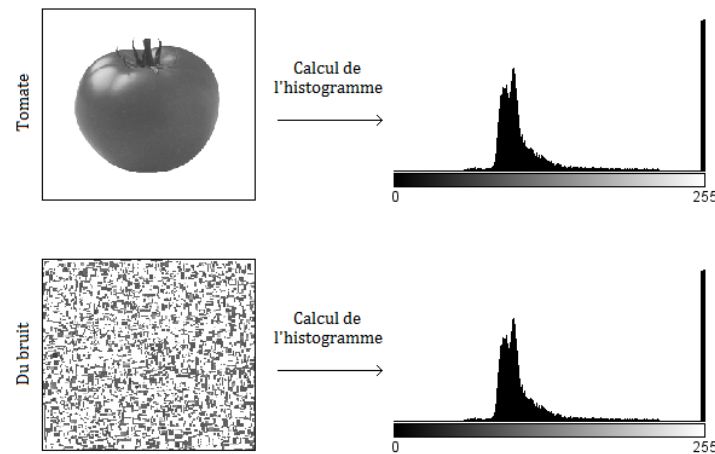 Tomate
Calcul de
l'histogramme
0
255
Du bruit
Calcul de
l'histogramme
0
255